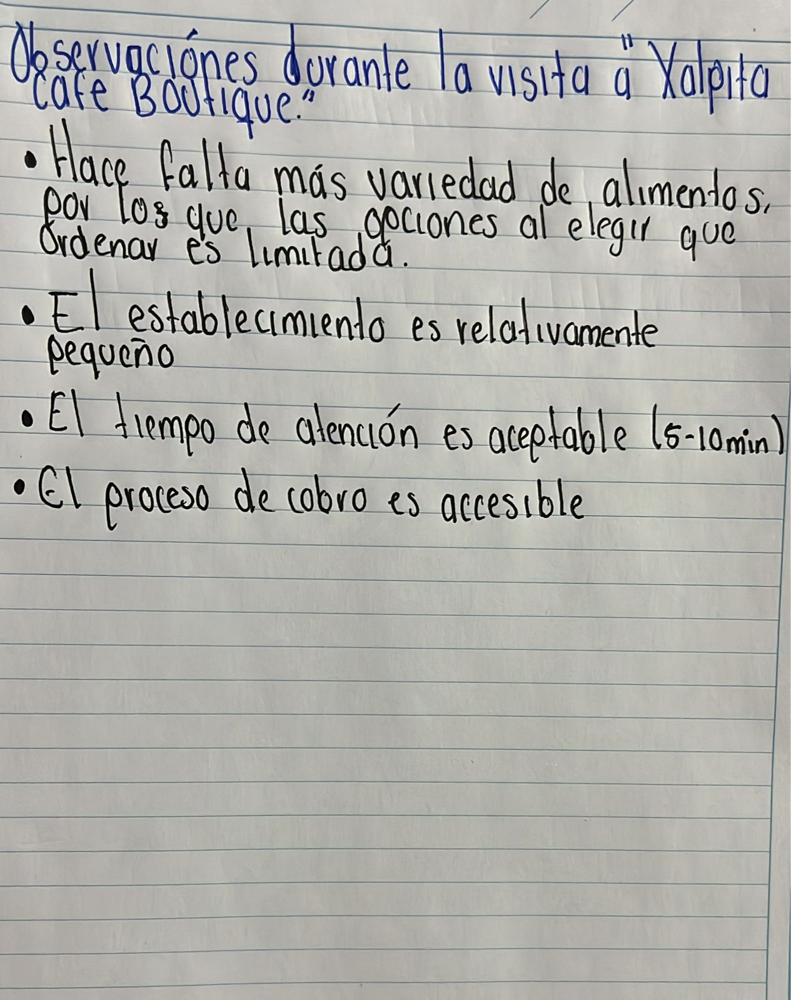 Observaciónes durante la visita a "Xalpita
Cafe Boutique."
• Hace falta más variedad de alimentos,
por los que, las opciones al elegir que
ordenar es limitada.
• El establecimiento es relativamente
pequeño
• El tiempo de atención es aceptable (5-10min)
• El proceso de cobro es accesible